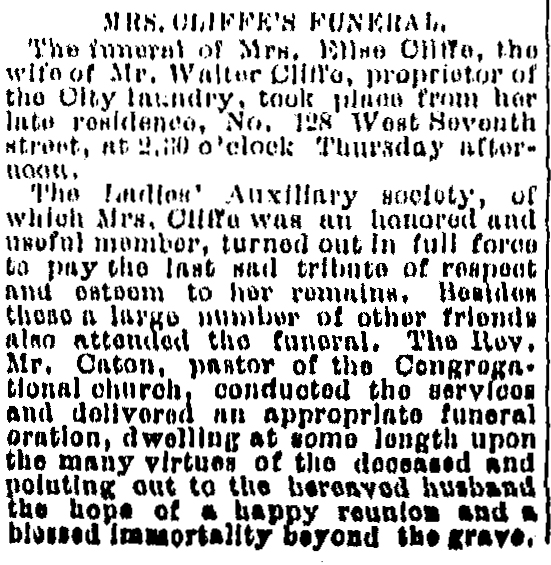 MRS. CLIFFE'S FUNERAL.
The funeral of Mrs. Elise Cliffe, the
wife of Mr. Walter Cliffe, proprietor of
the City laundry, took place from her
late residence, No. 128 West Seventh
street, at 2.30 o'clock Thursday after-
noon.
The Ladies' Auxiliary society, of
which Mrs. Cliffe was an honored and
useful member, turned out in full force
to pay the last sad tribute of respect
and esteem to her remains. Besides
these a large number of other friends
also attended the funeral. The Rev.
Mr. Caton, pastor of the Congrega-
tional church, conducted the services
and delivered an appropriate funeral
oration, dwelling at some length upon
the many virtues of the deceased and
pointing out to the bereaved husband
the hope of a happy reunion and a
blessed immortality beyond the grave.